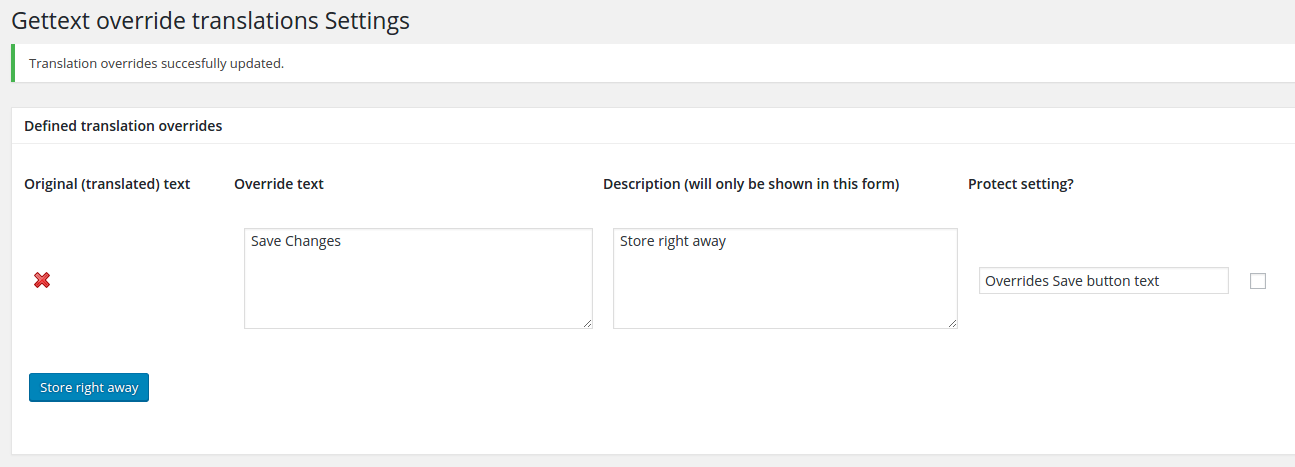 Gettext override translations Settings
Translation overrides succesfully updated.
Defined translation overrides
Original (translated) text Override text Description (will only be shown in this form) Protect setting?
Save Changes Store right away
Overrides Save button text
Store right away